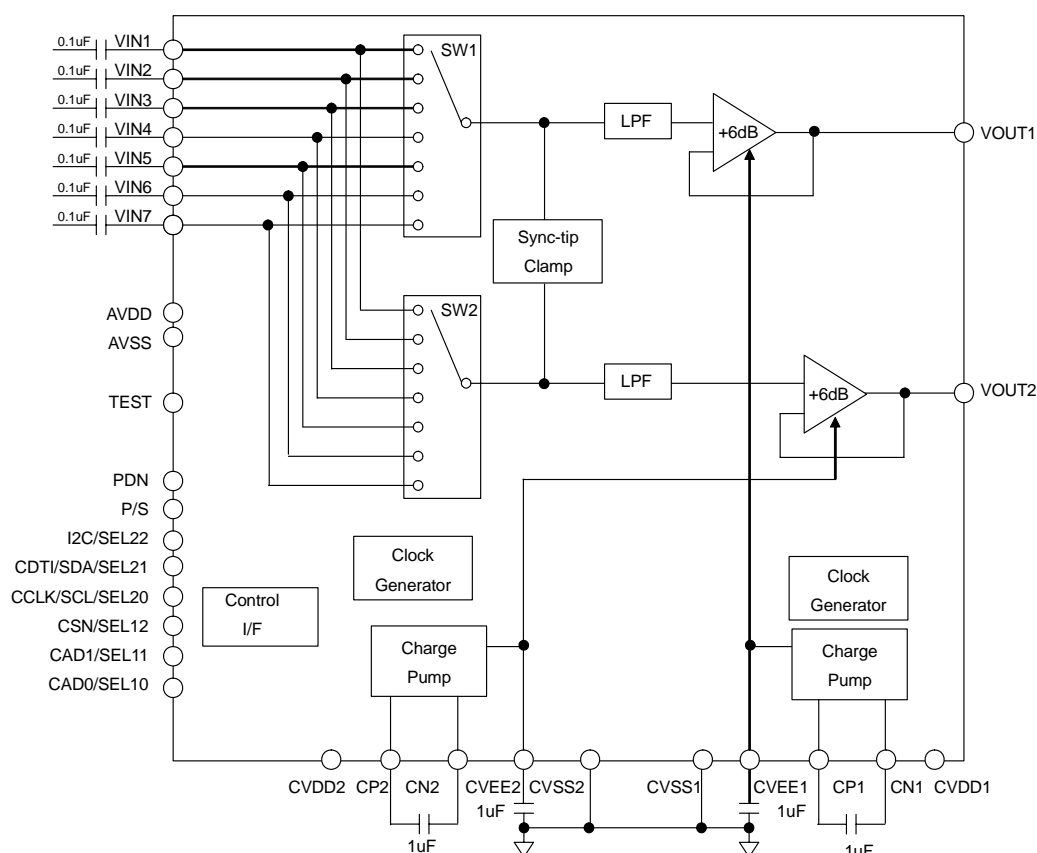 0.1uF VIN1
0.1uF VIN2
0.1uF VIN3
0.1uF VIN4
0.1uF VIN5
0.1uF VIN6
0.1uF VIN7
SW1
LPF
+6dB
VOUT1
Sync-tip
Clamp
AVDD
AVSS
TEST
SW2
LPF
+6dB
VOUT2
PDN
P/S
I2C/SEL22
CDTI/SDA/SEL21
CCLK/SCL/SEL20
CSN/SEL12
CAD1/SEL11
CAD0/SEL10
Control
I/F
Clock
Generator
Charge
Pump
Clock
Generator
Charge
Pump
CVDD2 CP2 CN2 CVEE2 CVSS2 CVSS1 CVEE1 CP1 CN1 CVDD1
1uF 1uF
1uF 1uF